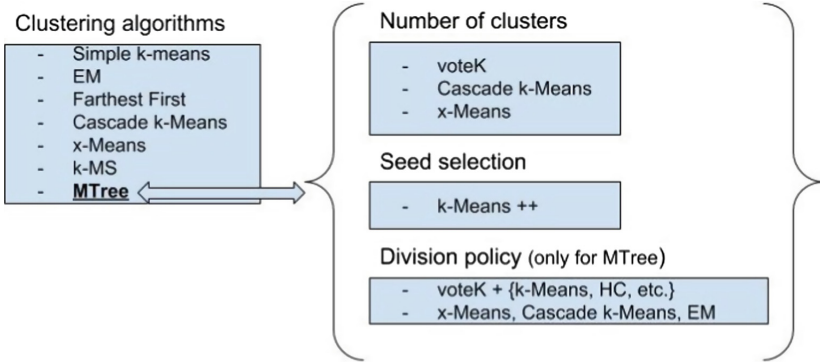 Clustering algorithms
- Simple k-means
- EM
- Farthest First
- Cascade k-Means
- x-Means
- k-MS
- MTree
Number of clusters
- voteK
- Cascade k-Means
- x-Means
Seed selection
- k-Means ++
Division policy (only for MTree)
- voteK + {k-Means, HC, etc.}
- x-Means, Cascade k-Means, EM